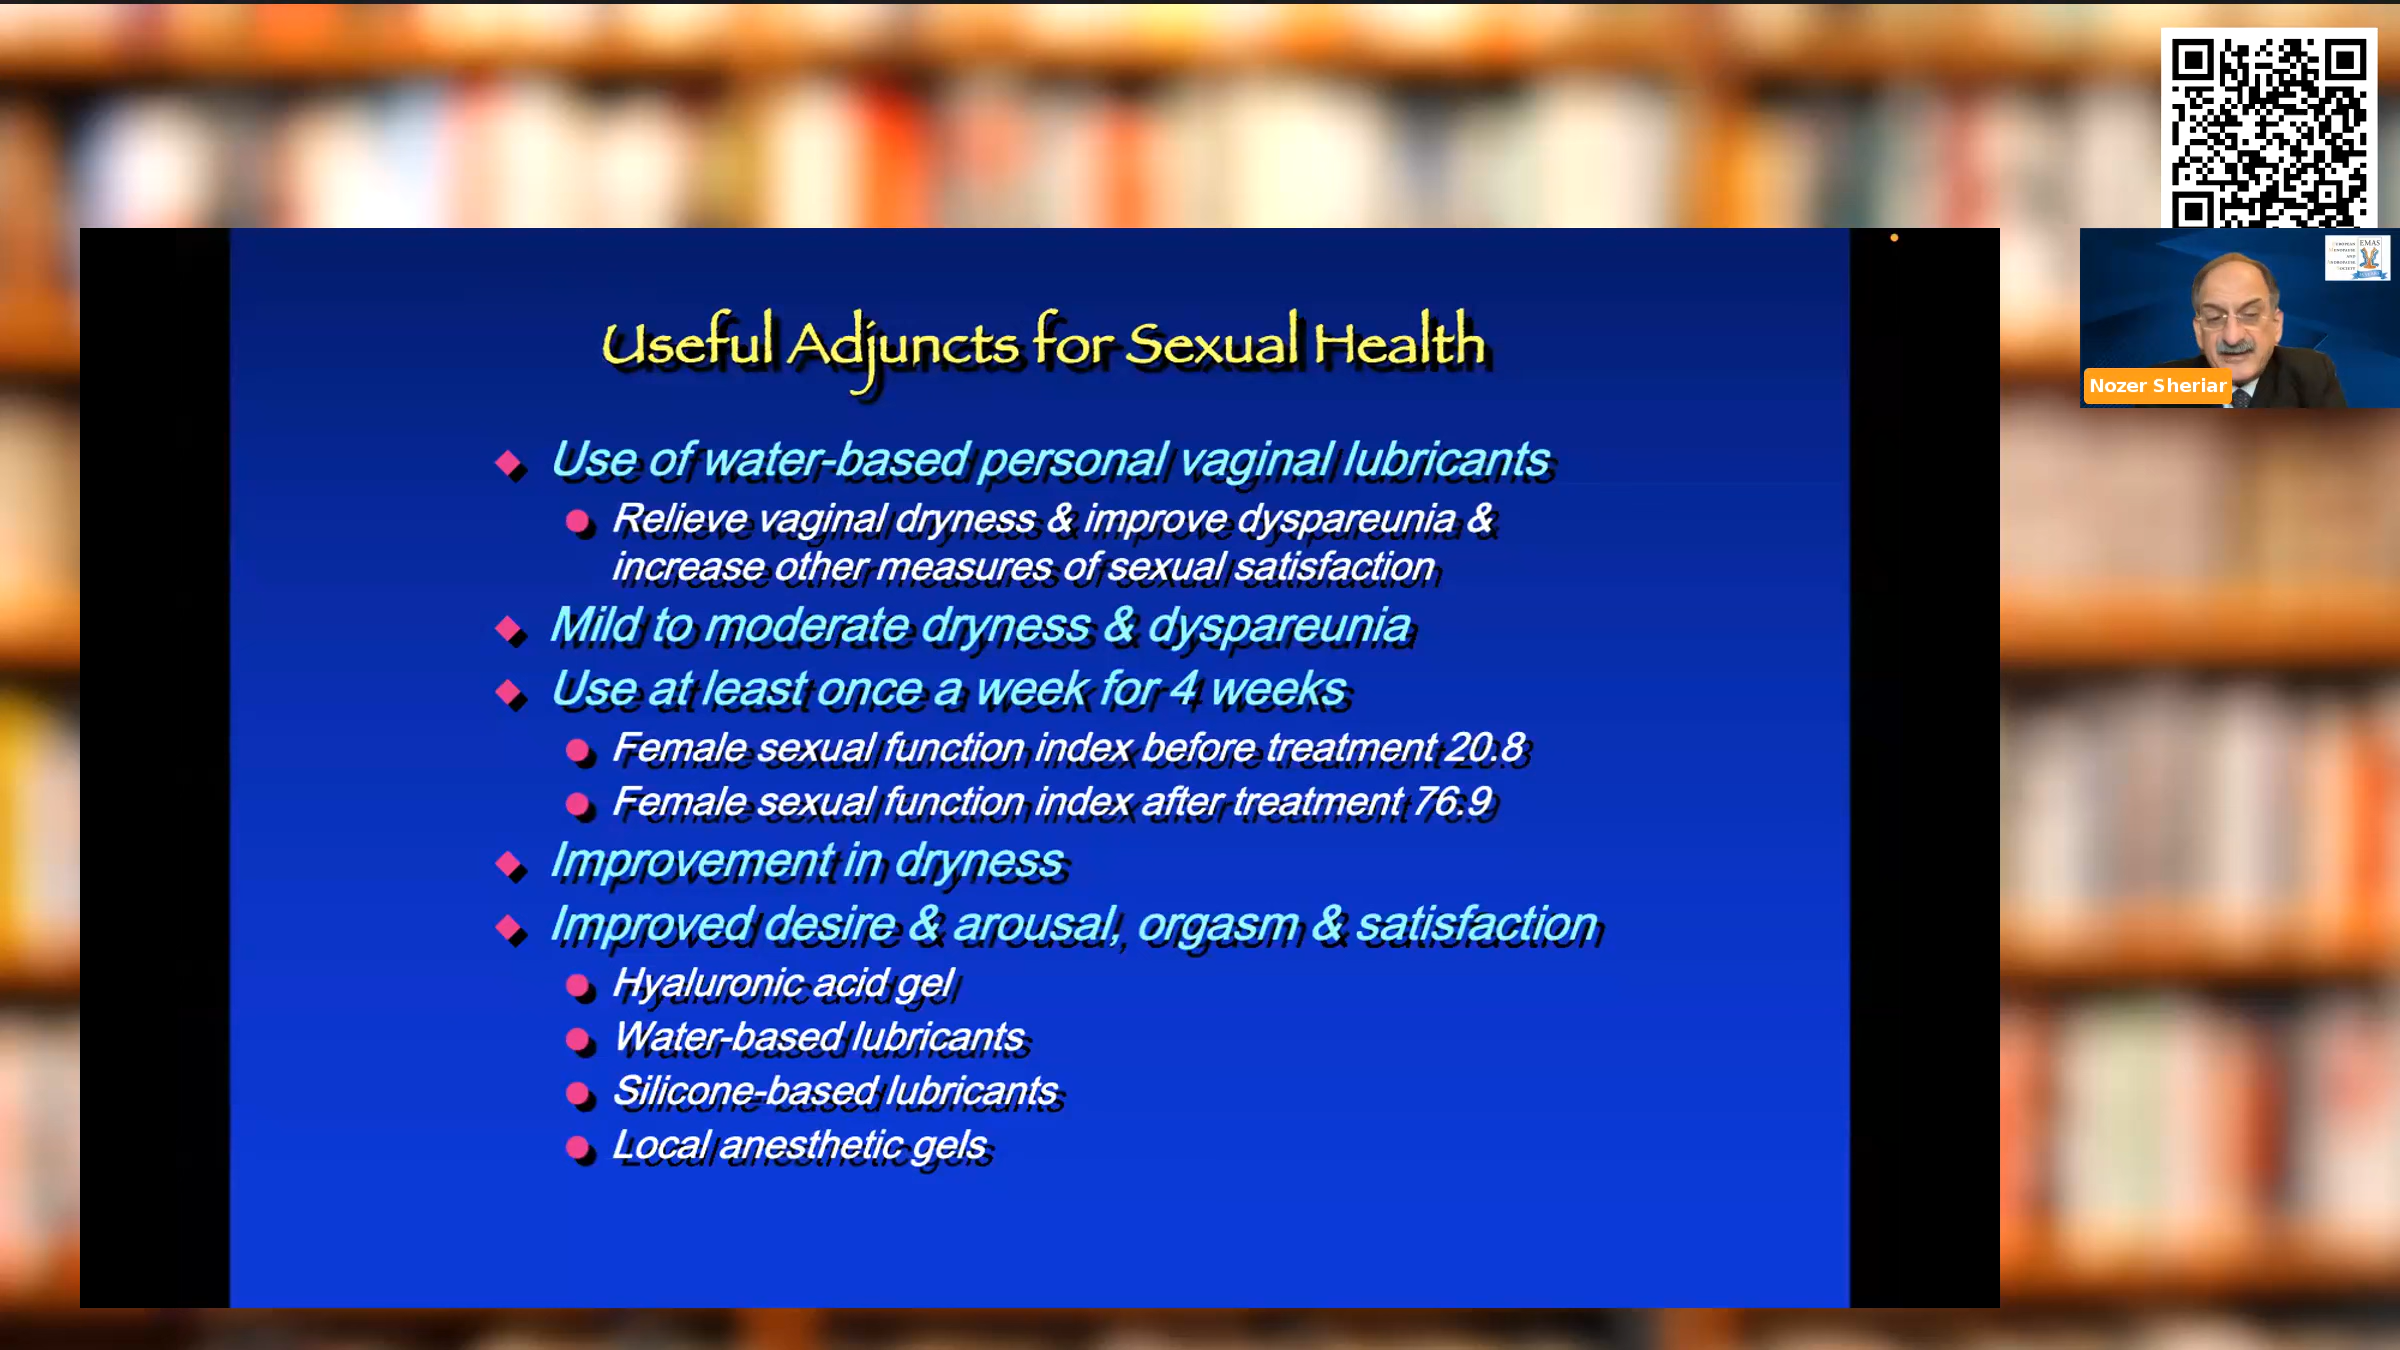 Useful Adjuncts for Sexual Health
Use of water-based personal vaginal lubricants
Relieve vaginal dryness & improve dyspareunia &
increase other measures of sexual satisfaction
Mild to moderate dryness & dyspareunia
Use at least once a week for 4 weeks
Female sexual function index before treatment 20.8
Female sexual function index after treatment 76.9
Improvement in dryness
Improved desire & arousal, orgasm & satisfaction
Hyaluronic acid gel
Water-based lubricants
Silicone-based lubricants
Local anesthetic gels
EMAS
Nozer Sheriar